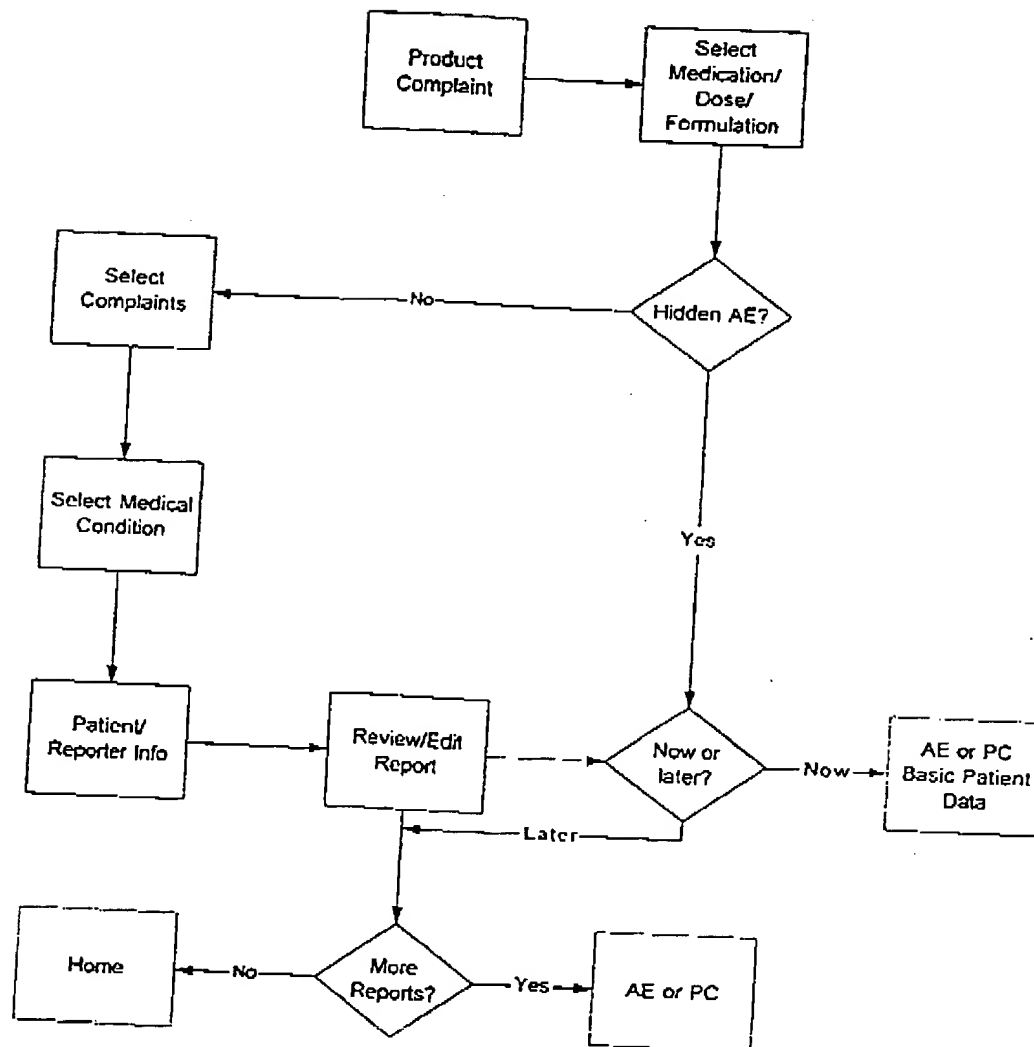 Product
Complaint
Select
Medication/
Dose/
Formulation
Select
Complaints
No
Hidden AE?
Select Medical
Condition
Yes
Patient/
Reporter Info
Review/Edit
Report
Now or
later?
Now
AE or PC
Basic Patient
Data
Later
Home
No
More
Reports?
Yes
AE or PC